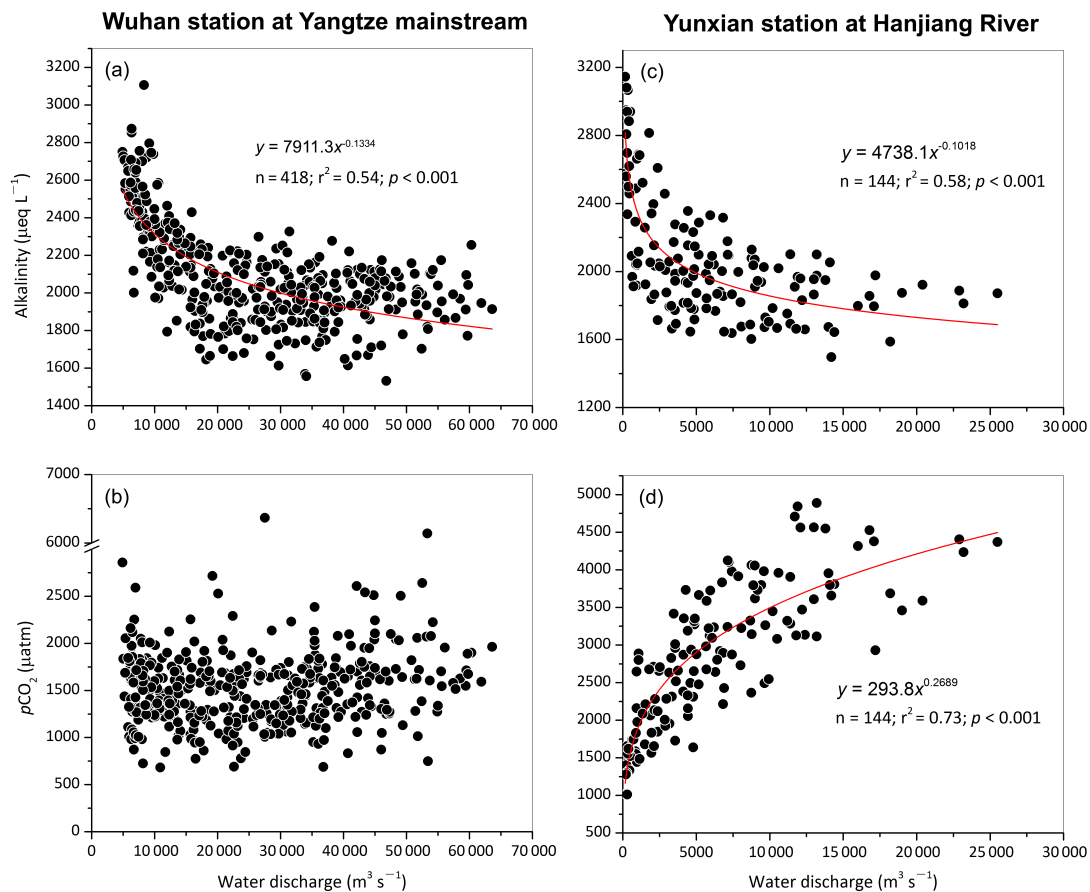 Wuhan station at Yangtze mainstream
Yunxian station at Hanjiang River
(a)
3200
3000
2800
2600
2400
2200
2000
1800
1600
1400
Alkalinity (μeq L⁻¹)
y = 7911.3x^-0.1334
n = 418; r² = 0.54; p < 0.001
0 10 000 20 000 30 000 40 000 50 000 60 000 70 000
(c)
3200
2800
2400
2000
1600
1200
y = 4738.1x^-0.1018
n = 144; r² = 0.58; p < 0.001
0 5000 10 000 15 000 20 000 25 000 30 000
(b)
7000
6000
2500
2000
1500
1000
500
0
pCO₂ (μatm)
0 10 000 20 000 30 000 40 000 50 000 60 000 70 000
Water discharge (m³ s⁻¹)
(d)
5000
4500
4000
3500
3000
2500
2000
1500
1000
500
y = 293.8x^0.2689
n = 144; r² = 0.73; p < 0.001
0 5000 10 000 15 000 20 000 25 000 30 000
Water discharge (m³ s⁻¹)